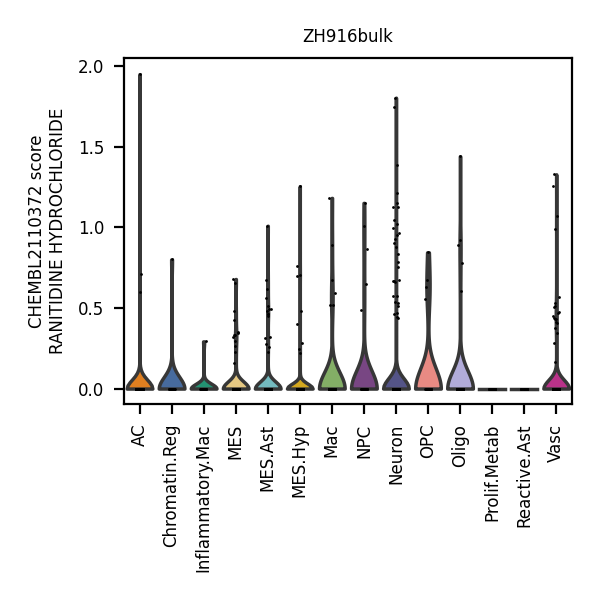 ZH916bulk
CHEMBL2110372 score
RANITIDINE HYDROCHLORIDE
2.0
1.5
1.0
0.5
0.0
AC
Chromatin.Reg
Inflammatory.Mac
MES
MES.Ast
MES.Hyp
Mac
NPC
Neuron
OPC
Oligo
Prolif.Metab
Reactive.Ast
Vasc